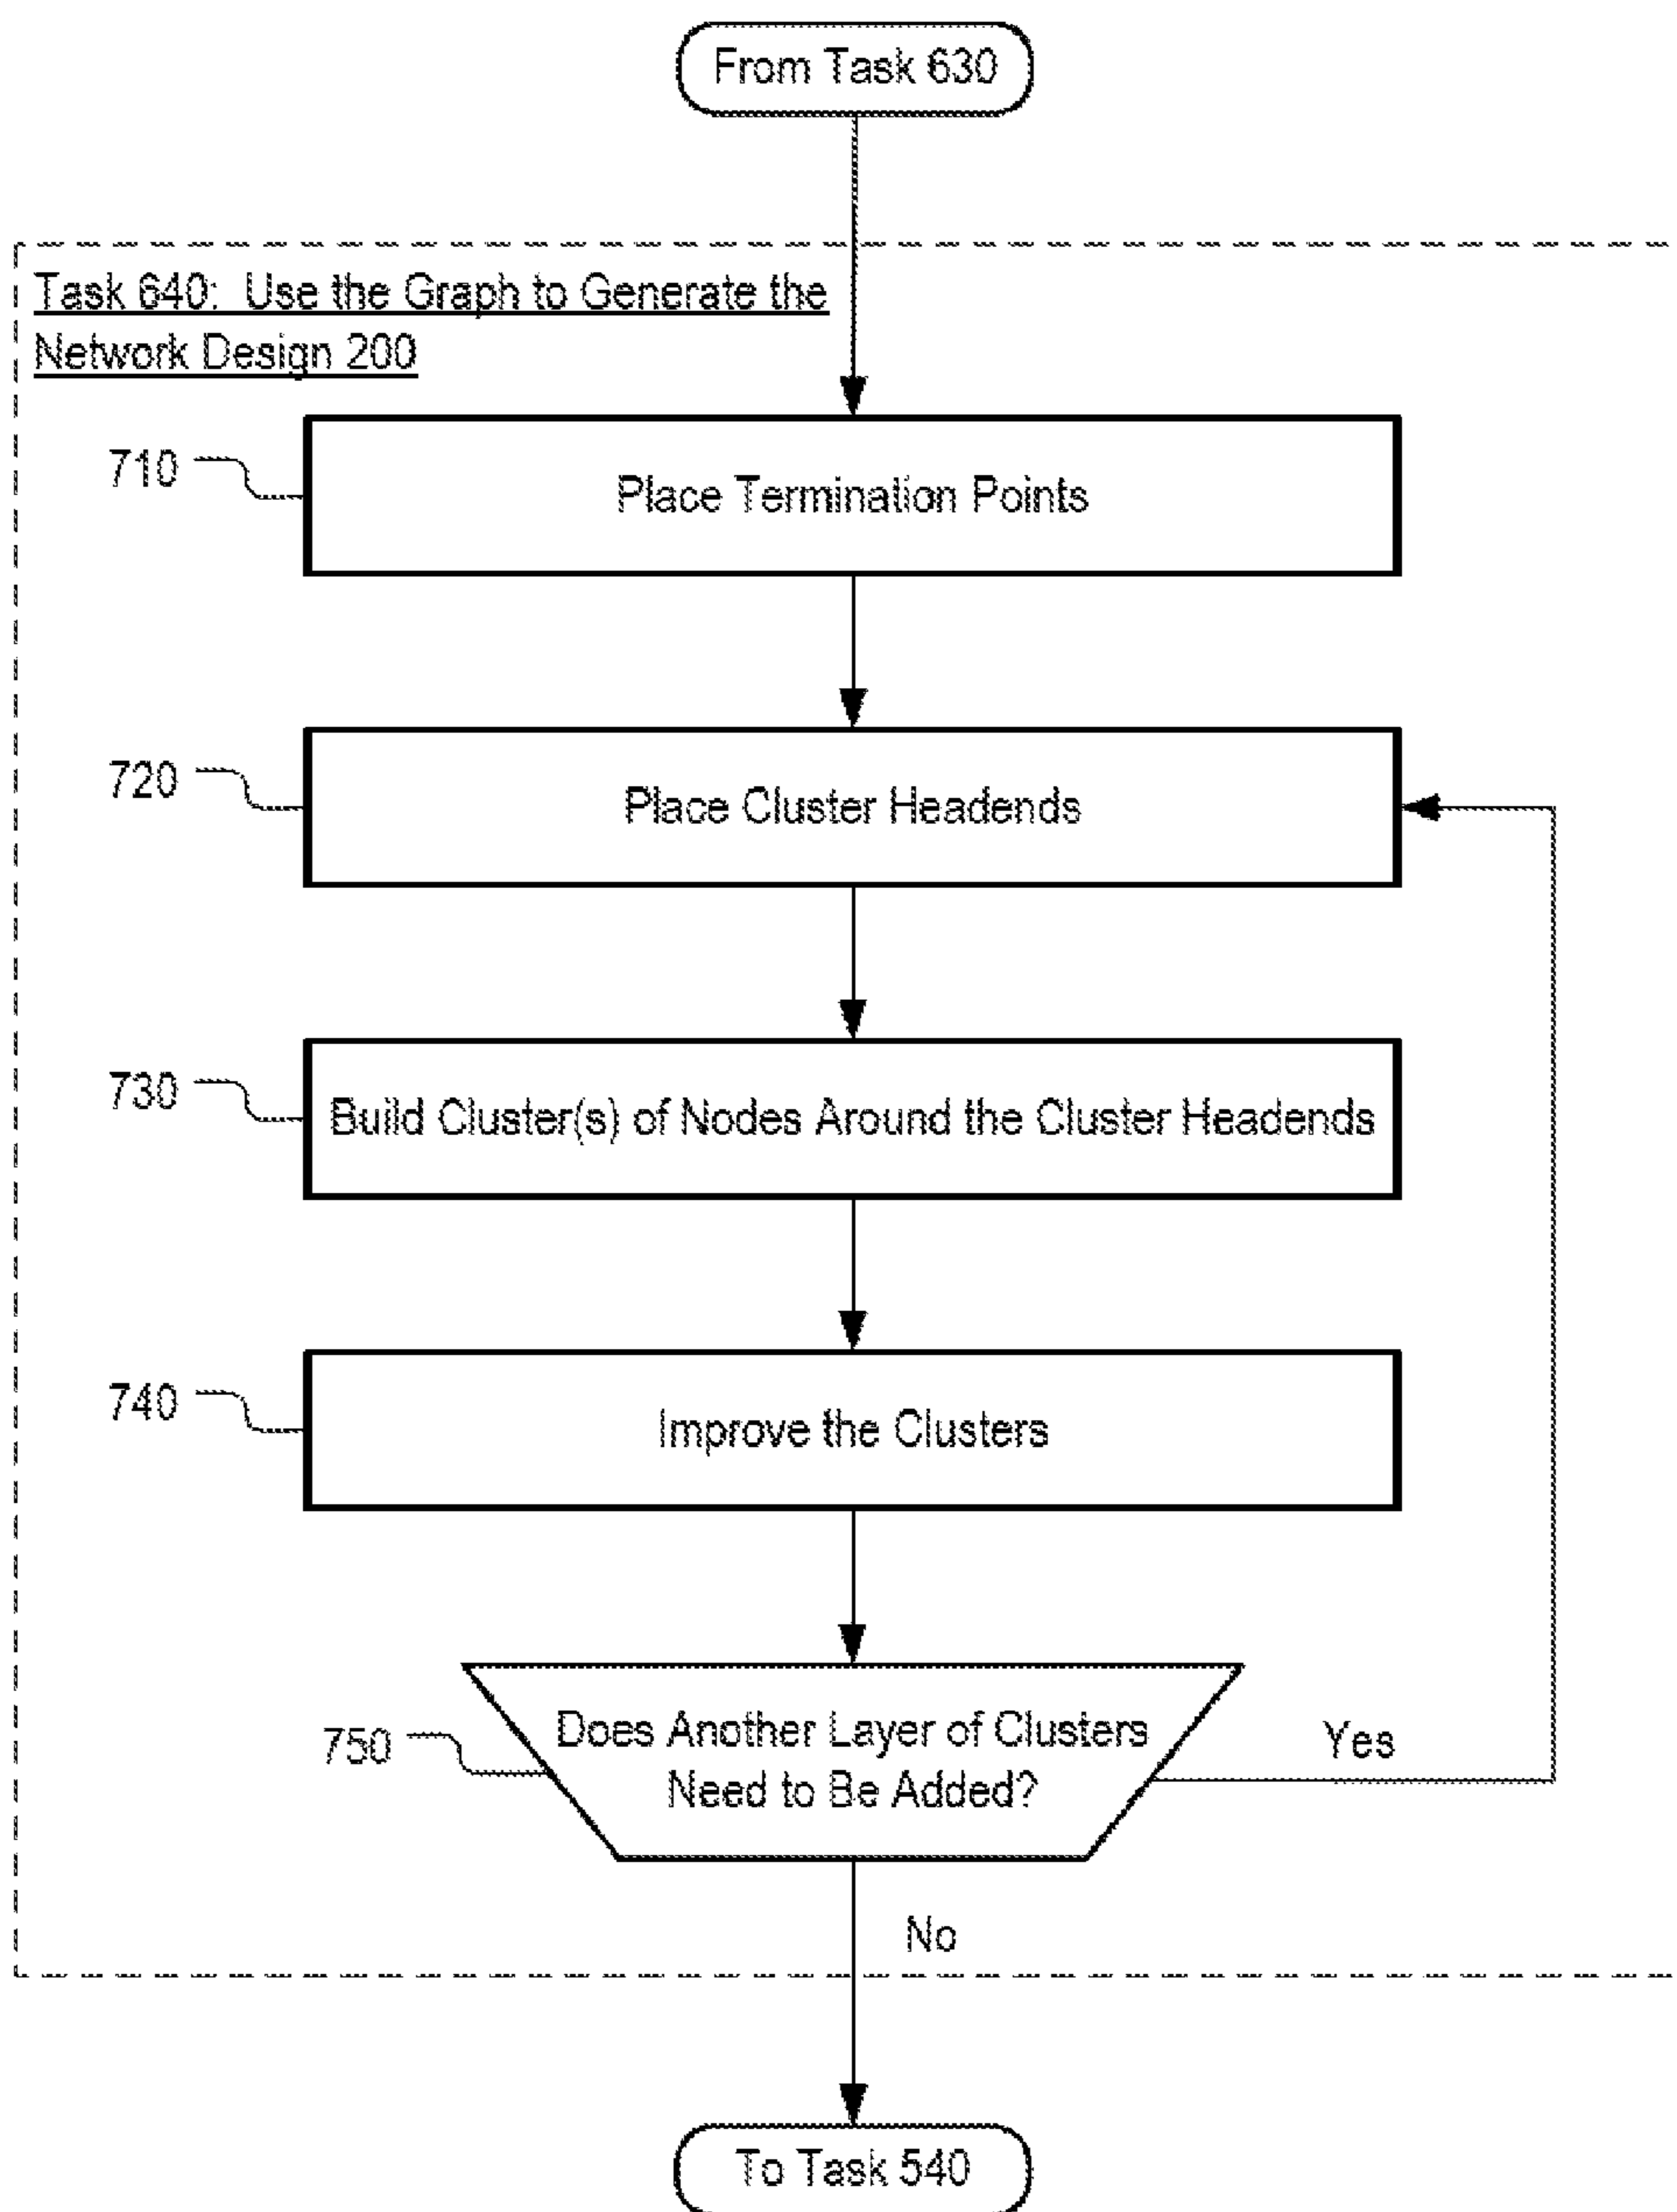 From Task 630
Task 640: Use the Graph to Generate the
Network Design 200
710
Place Termination Points
720
Place Cluster Headends
730
Build Cluster(s) of Nodes Around the Cluster Headends
740
Improve the Clusters
750
Does Another Layer of Clusters
Need to Be Added?
Yes
No
To Task 540